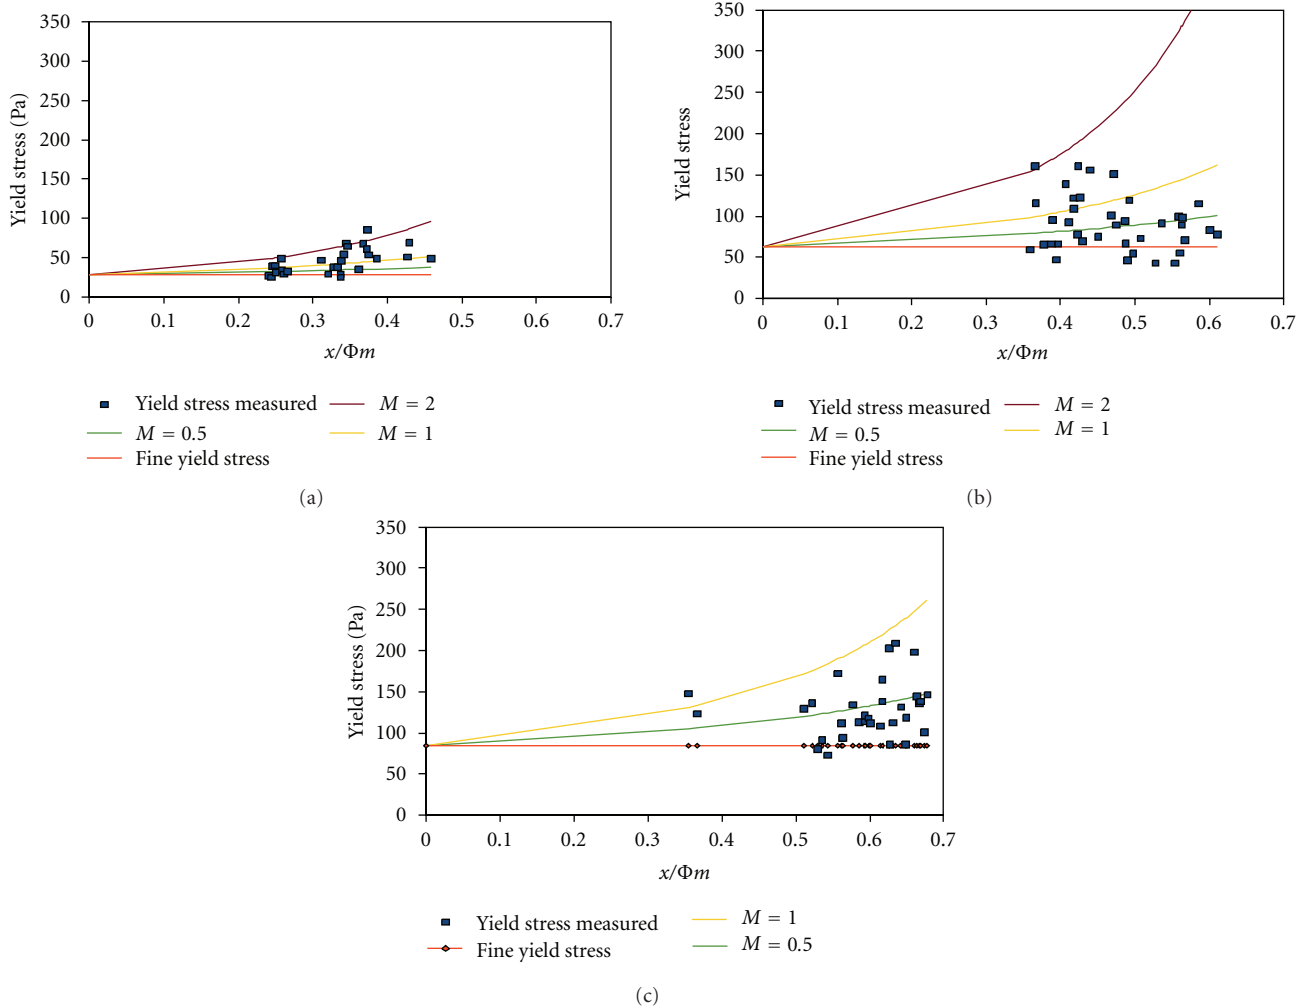 350
300
250
200
150
100
50
0
Yield stress (Pa)
0 0.1 0.2 0.3 0.4 0.5 0.6 0.7
x/Φm
Yield stress measured M = 2
M = 0.5 M = 1
Fine yield stress
(a)
350
300
250
200
150
100
50
0
Yield stress
0 0.1 0.2 0.3 0.4 0.5 0.6 0.7
x/Φm
Yield stress measured M = 2
M = 0.5 M = 1
Fine yield stress
(b)
350
300
250
200
150
100
50
0
Yield stress (Pa)
0 0.1 0.2 0.3 0.4 0.5 0.6 0.7
x/Φm
Yield stress measured M = 1
Fine yield stress M = 0.5
(c)